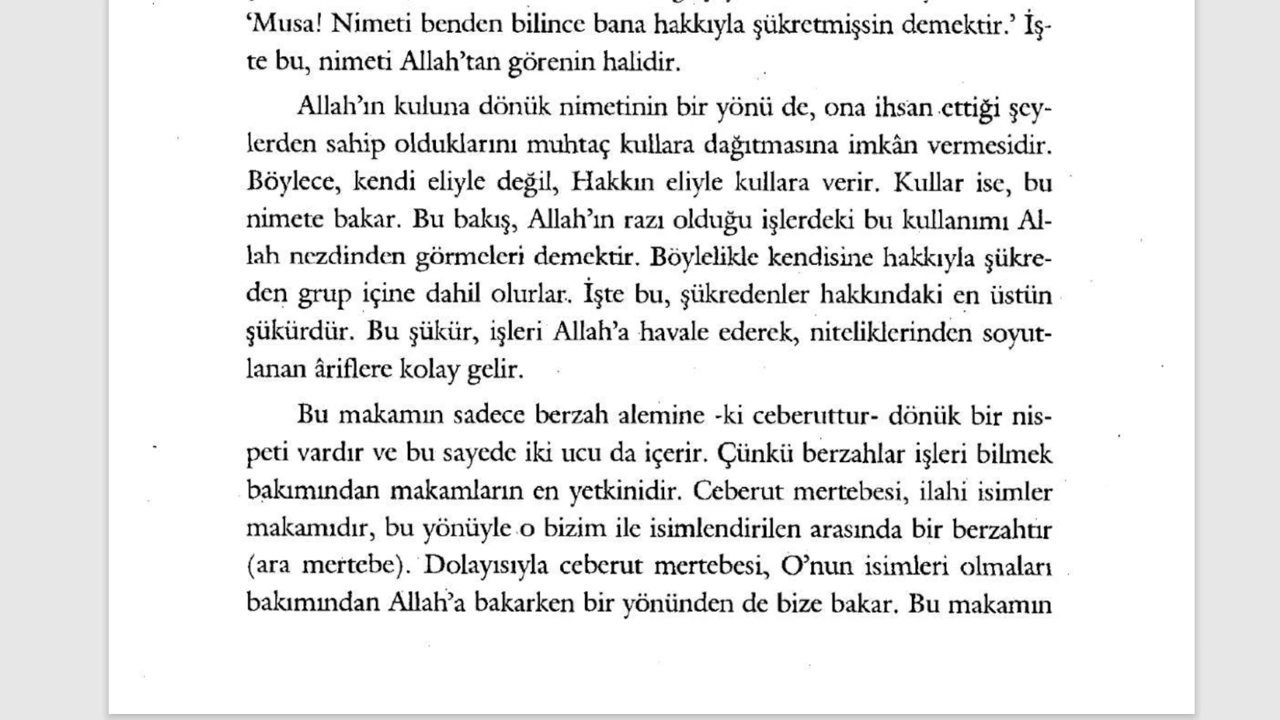 'Musa! Nimeti benden bilince bana hakkıyla şükretmişsin demektir.' İş-
te bu, nimeti Allah'tan görenin halidir.
Allah'ın kuluna dönük nimetinin bir yönü de, ona ihsan ettiği şey-
lerden sahip olduklarını muhtaç kullara dağıtmasına imkân vermesidir.
Böylece, kendi eliyle değil, Hakkın eliyle kullara verir. Kullar ise, bu
nimete bakar. Bu bakış, Allah'ın razı olduğu işlerdeki bu kullanımı Al-
lah nezdinden görmeleri demektir. Böylelikle kendisine hakkıyla şükre-
den grup içine dahil olurlar. İşte bu, şükredenler hakkındaki en üstün
şükürdür. Bu şükür, işleri Allah'a havale ederek, niteliklerinden soyut-
lanan âriflere kolay gelir.
Bu makamın sadece berzah alemine -ki ceberuttur- dönük bir nis-
peti vardır ve bu sayede iki ucu da içerir. Çünkü berzahlar işleri bilmek
bakımından makamların en yetkinidir. Ceberut mertebesi, ilahi isimler
makamıdır, bu yönüyle o bizim ile isimlendirilen arasında bir berzahtır
(ara mertebe). Dolayısıyla ceberut mertebesi, O'nun isimleri olmaları
bakımından Allah'a bakarken bir yönünden de bize bakar. Bu makamın